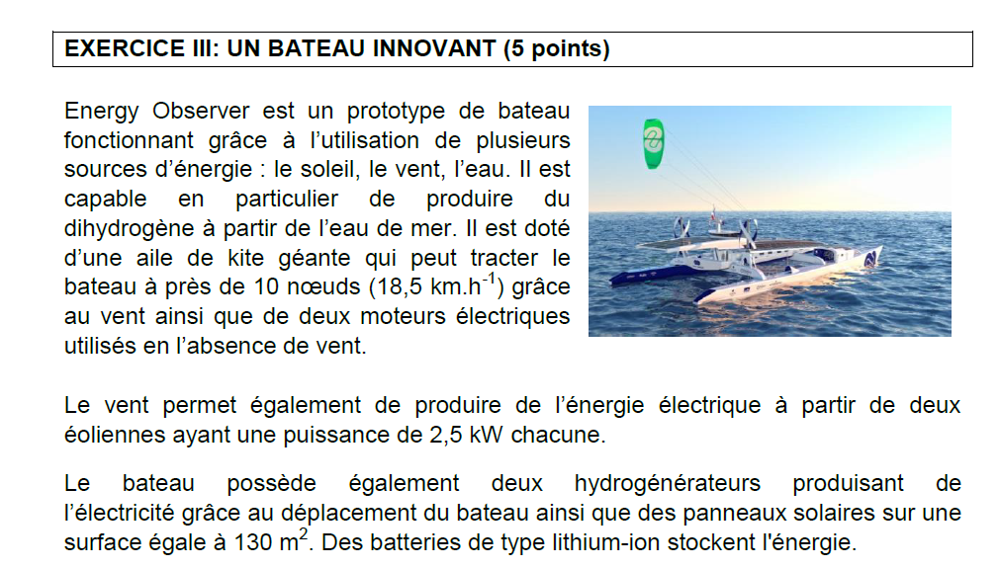 EXERCICE III: UN BATEAU INNOVANT (5 points)
Energy Observer est un prototype de bateau
fonctionnant grâce à l’utilisation de plusieurs
sources d’énergie : le soleil, le vent, l’eau. Il est
capable en particulier de produire du
dihydrogène à partir de l’eau de mer. Il est doté
d’une aile de kite géante qui peut tracter le
bateau à près de 10 nœuds (18,5 km.h⁻¹) grâce
au vent ainsi que de deux moteurs électriques
utilisés en l’absence de vent.
Le vent permet également de produire de l’énergie électrique à partir de deux
éoliennes ayant une puissance de 2,5 kW chacune.
Le bateau possède également deux hydrogénérateurs produisant de
l’électricité grâce au déplacement du bateau ainsi que des panneaux solaires sur une
surface égale à 130 m². Des batteries de type lithium-ion stockent l'énergie.